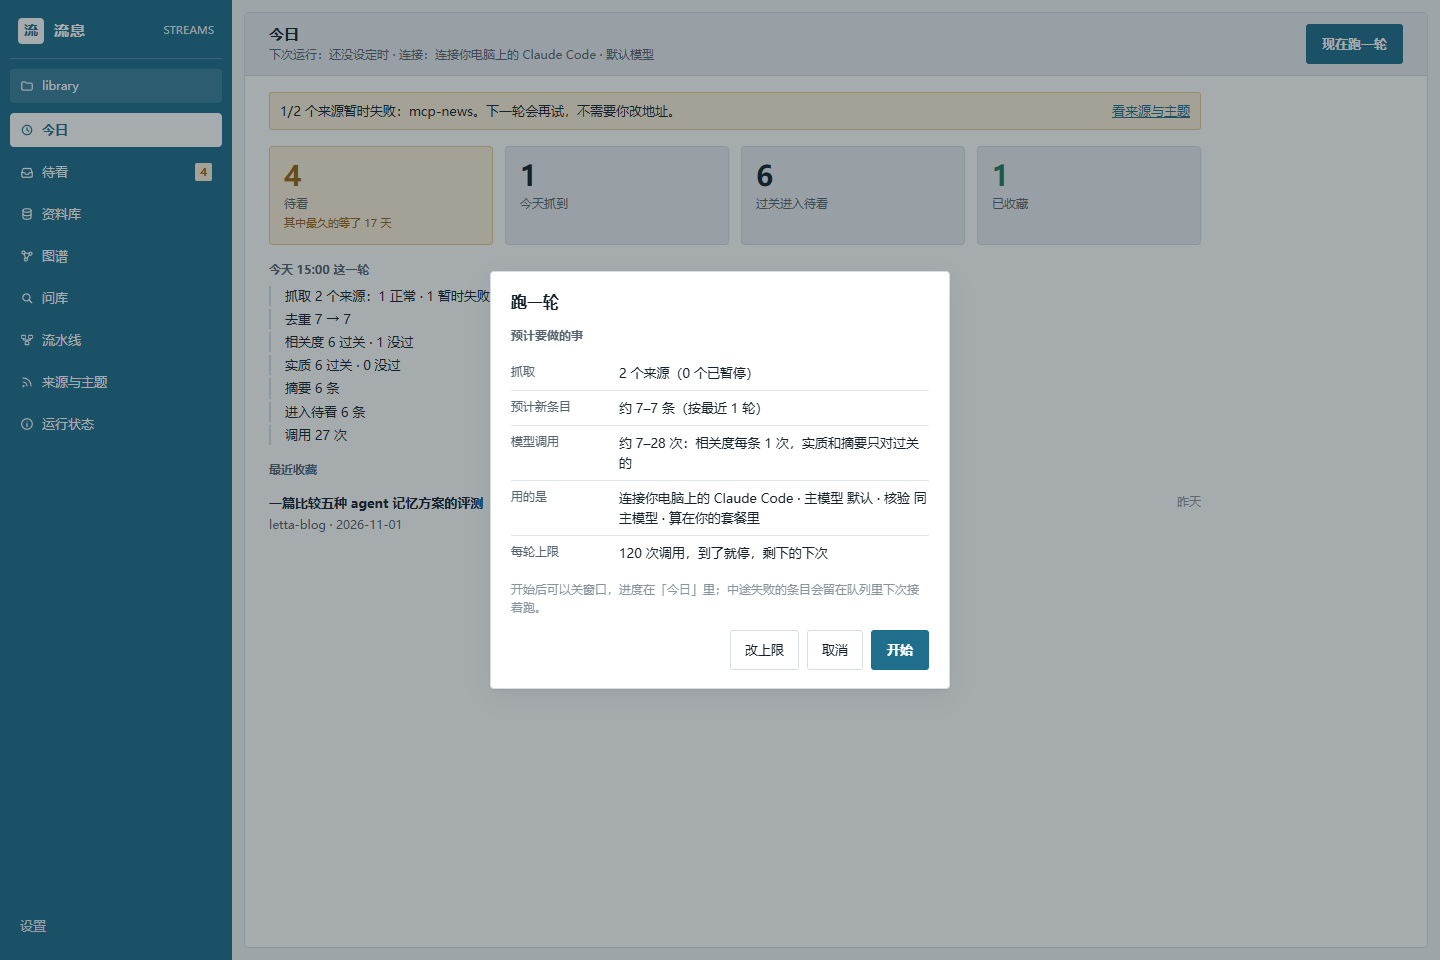 流 流息 STREAMS
library
今日
待看 4
资料库
图谱
问库
流水线
来源与主题
运行状态
设置
今日
下次运行：还没设定时 · 连接：连接你电脑上的 Claude Code · 默认模型
现在跑一轮
1/2 个来源暂时失败：mcp-news。下一轮会再试，不需要你改地址。 看来源与主题
4
待看
其中最久的等了 17 天
1
今天抓到
6
过关进入待看
1
已收藏
今天 15:00 这一轮
抓取 2 个来源：1 正常 · 1 暂时失败
去重 7 → 7
相关度 6 过关 · 1 没过
实质 6 过关 · 0 没过
摘要 6 条
进入待看 6 条
调用 27 次
最近收藏
一篇比较五种 agent 记忆方案的评测 昨天
letta-blog · 2026-11-01
跑一轮
预计要做的事
抓取 2 个来源（0 个已暂停）
预计新条目 约 7–7 条（按最近 1 轮）
模型调用 约 7–28 次：相关度每条 1 次，实质和摘要只对过关
的
用的是 连接你电脑上的 Claude Code · 主模型 默认 · 核验 同
主模型 · 算在你的套餐里
每轮上限 120 次调用，到了就停，剩下的下次
开始后可以关窗口，进度在「今日」里；中途失败的条目会留在队列里下次接
着跑。
改上限 取消 开始